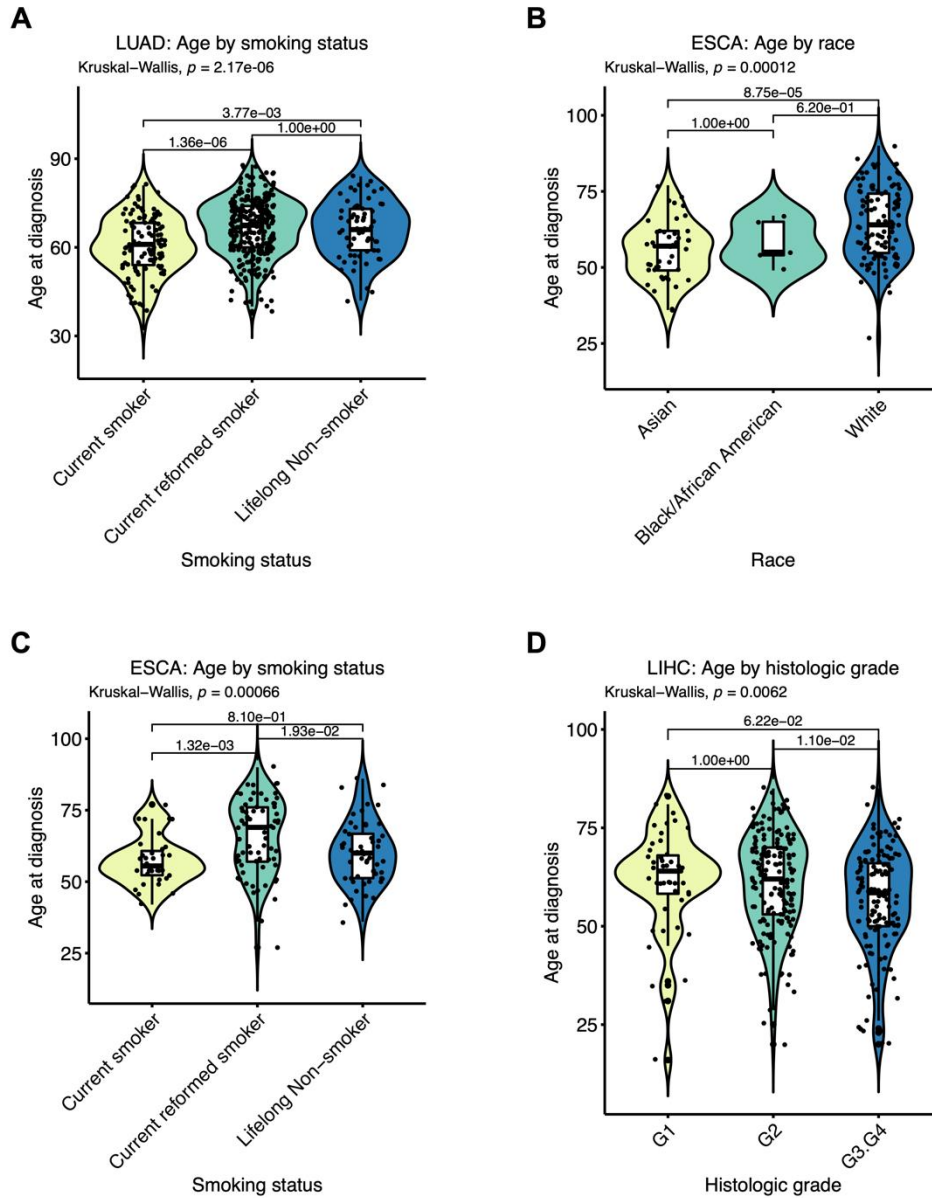 A
LUAD: Age by smoking status
Kruskal−Wallis, p = 2.17e−06
3.77e−03
1.36e−06
1.00e+00
90
60
30
Age at diagnosis
Current smoker
Current reformed smoker
Lifelong Non−smoker
Smoking status
B
ESCA: Age by race
Kruskal−Wallis, p = 0.00012
8.75e−05
1.00e+00
6.20e−01
100
75
50
25
Age at diagnosis
Asian
Black/African American
White
Race
C
ESCA: Age by smoking status
Kruskal−Wallis, p = 0.00066
8.10e−01
1.32e−03
1.93e−02
100
75
50
25
Age at diagnosis
Current smoker
Current reformed smoker
Lifelong Non−smoker
Smoking status
D
LIHC: Age by histologic grade
Kruskal−Wallis, p = 0.0062
6.22e−02
1.00e+00
1.10e−02
100
75
50
25
Age at diagnosis
G1
G2
G3.G4
Histologic grade